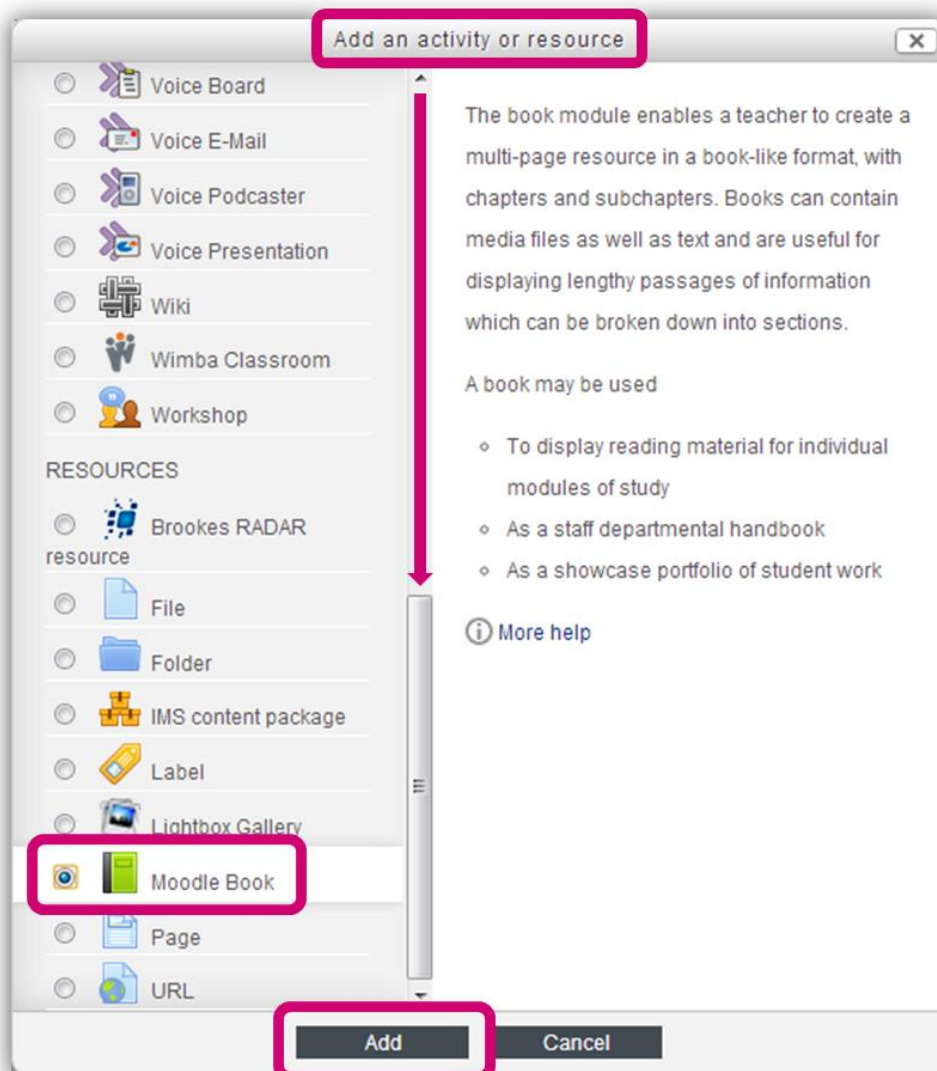 Add an activity or resource
Voice Board
Voice E-Mail
Voice Podcaster
Voice Presentation
Wiki
Wimba Classroom
Workshop
RESOURCES
Brookes RADAR
resource
File
Folder
IMS content package
Label
Lightbox Gallery
Moodle Book
Page
URL
The book module enables a teacher to create a
multi-page resource in a book-like format, with
chapters and subchapters. Books can contain
media files as well as text and are useful for
displaying lengthy passages of information
which can be broken down into sections.
A book may be used
To display reading material for individual
modules of study
As a staff departmental handbook
As a showcase portfolio of student work
More help
Add
Cancel